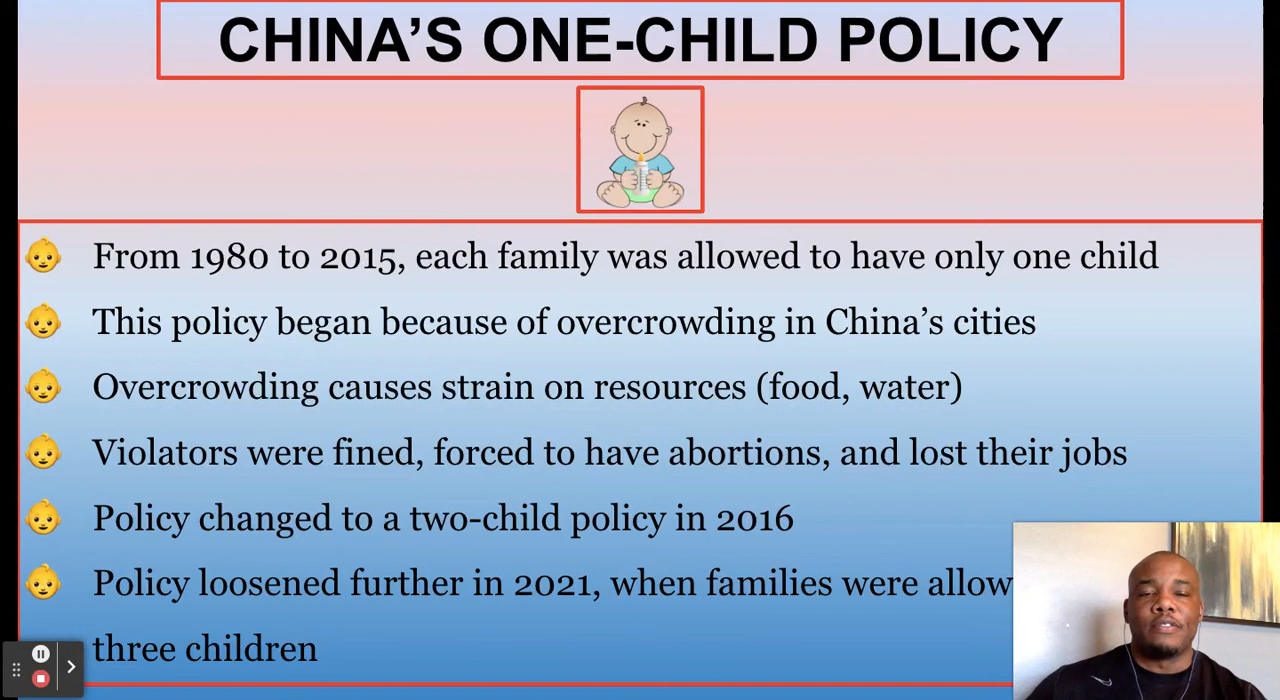 CHINA’S ONE-CHILD POLICY
From 1980 to 2015, each family was allowed to have only one child
This policy began because of overcrowding in China’s cities
Overcrowding causes strain on resources (food, water)
Violators were fined, forced to have abortions, and lost their jobs
Policy changed to a two-child policy in 2016
Policy loosened further in 2021, when families were allow
three children